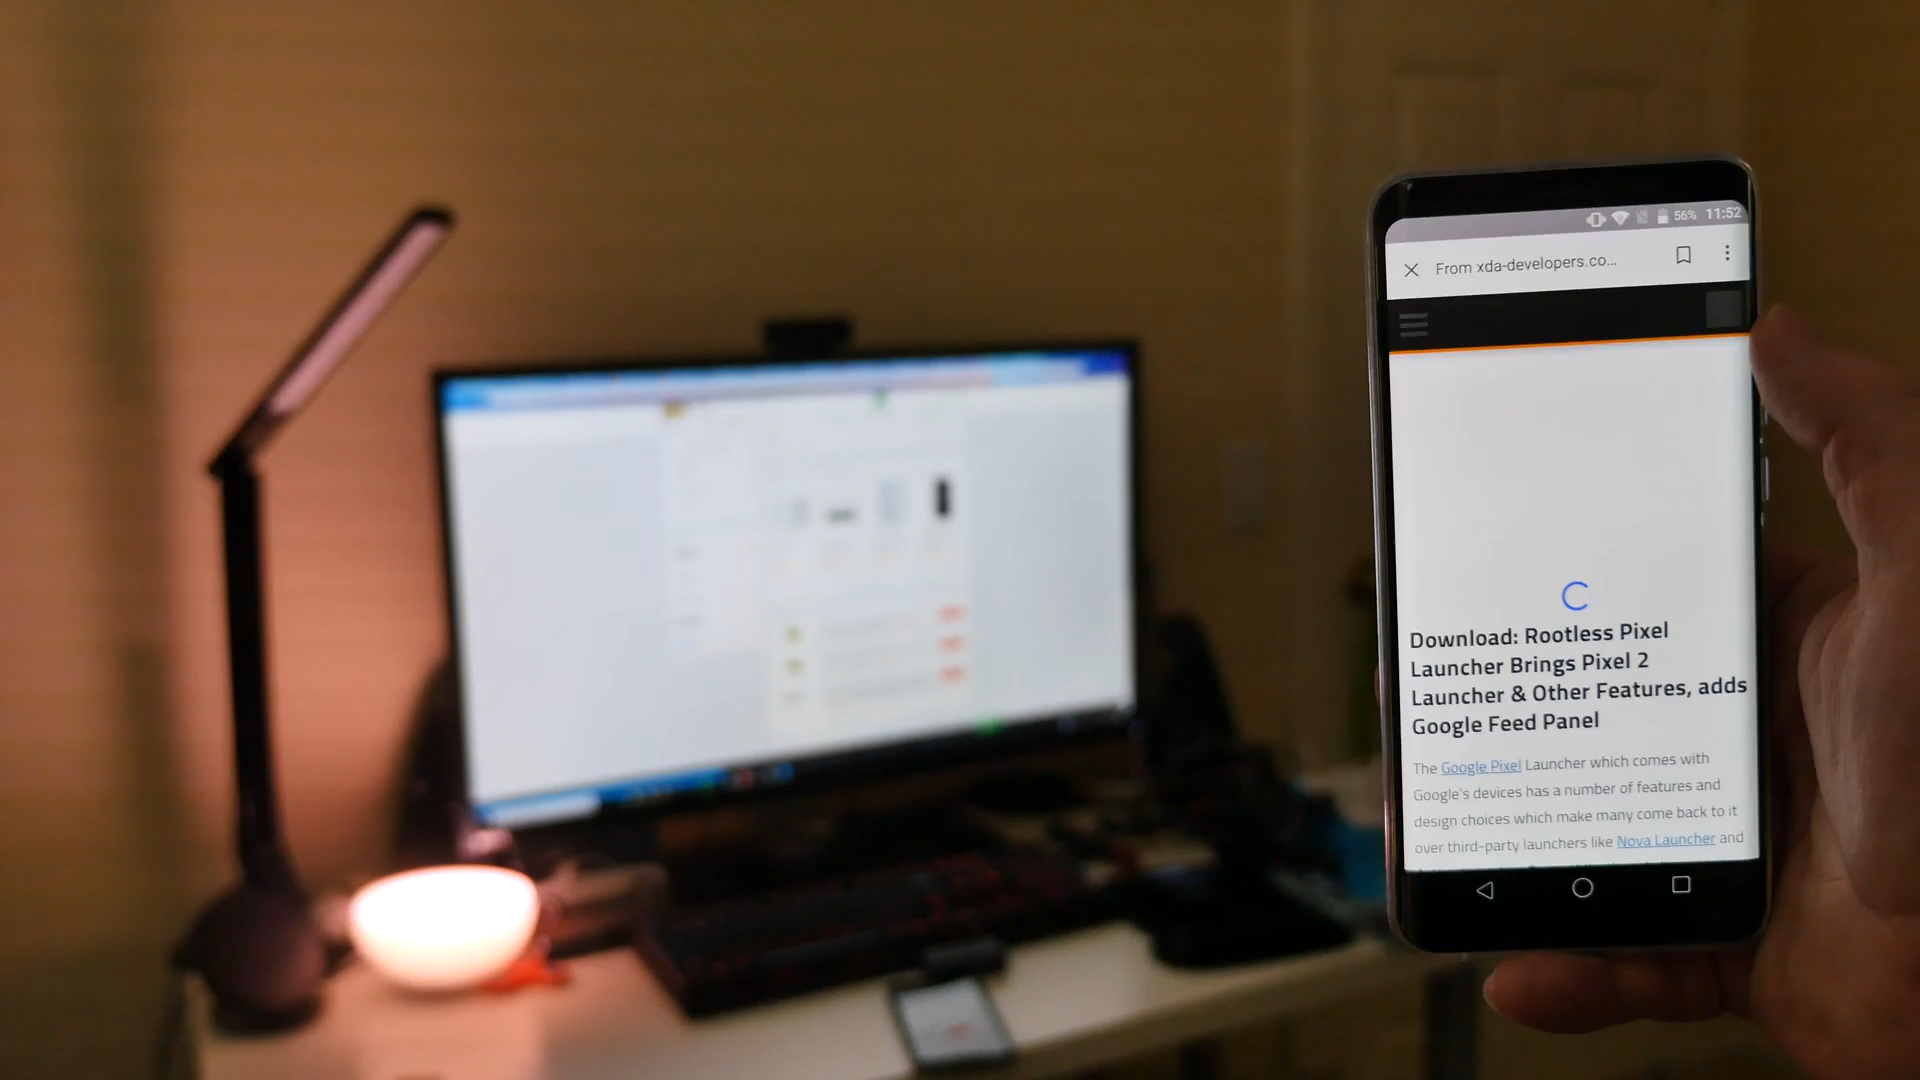 56% 11:52
From xda-developers.co...
Download: Rootless Pixel
Launcher Brings Pixel 2
Launcher & Other Features, adds
Google Feed Panel
The Google Pixel Launcher which comes with
Google's devices has a number of features and
design choices which make many come back to it
over third-party launchers like Nova Launcher and